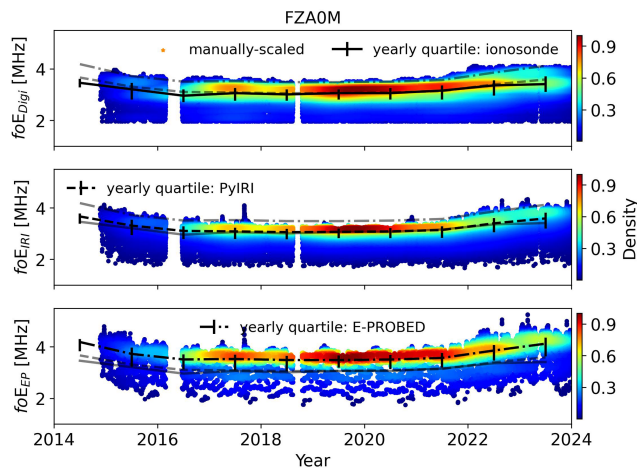 FZA0M
manually-scaled
yearly quartile: ionosonde
foE_Digi [MHz]
4
2
0.9
0.6
0.3
yearly quartile: PyIRI
foE_IRI [MHz]
4
2
0.9
0.6
0.3
Density
yearly quartile: E-PROBED
foE_EP [MHz]
4
2
0.9
0.6
0.3
2014
2016
2018
2020
2022
2024
Year